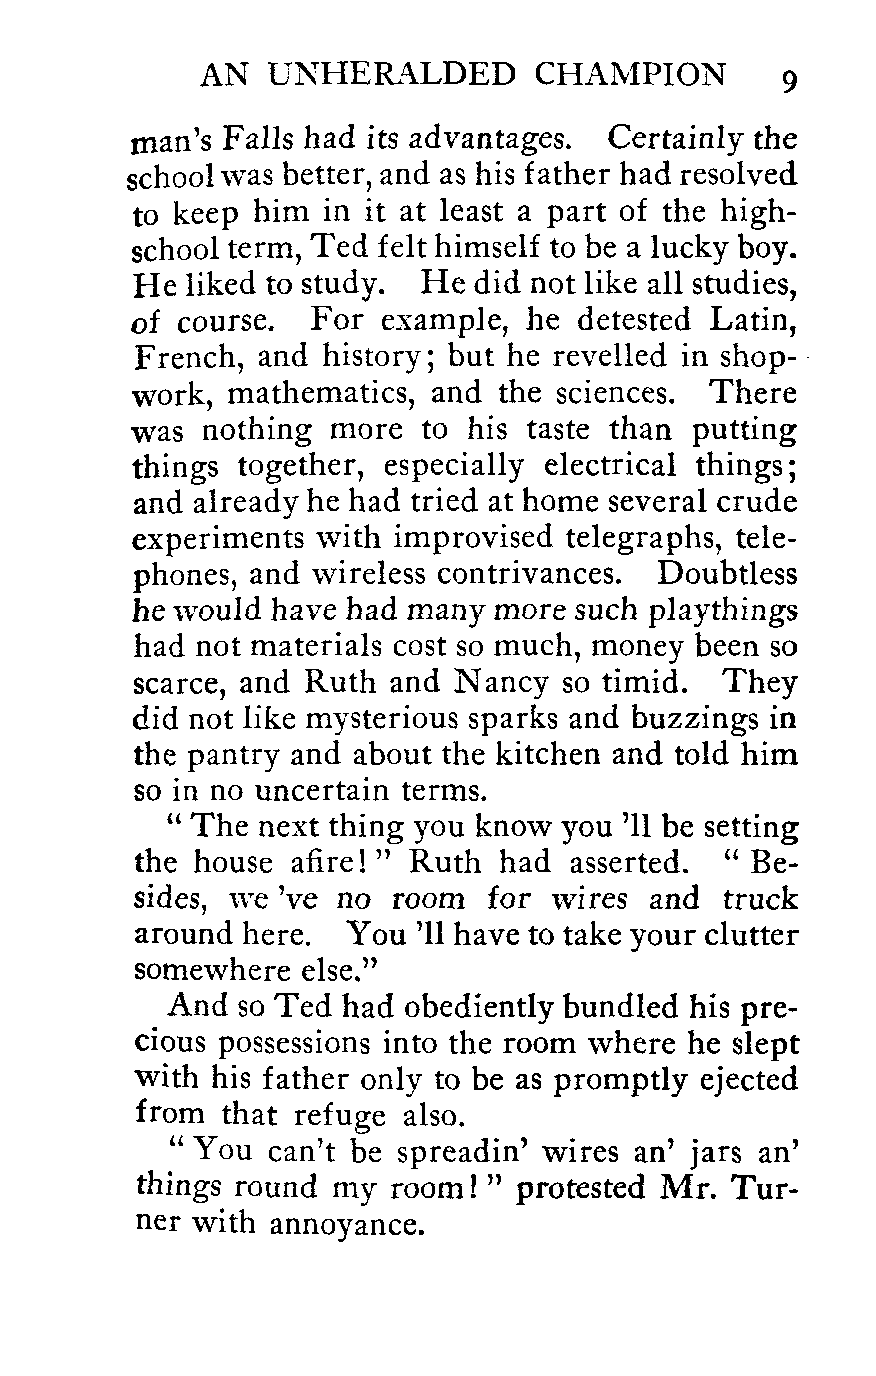 AN UNHERALDED CHAMPION 9
man's Falls had its advantages. Certainly the
school was better, and as his father had resolved
to keep him in it at least a part of the high-
school term, Ted felt himself to be a lucky boy.
He liked to study. He did not like all studies,
of course. For example, he detested Latin,
French, and history; but he revelled in shop-
work, mathematics, and the sciences. There
was nothing more to his taste than putting
things together, especially electrical things;
and already he had tried at home several crude
experiments with improvised telegraphs, tele-
phones, and wireless contrivances. Doubtless
he would have had many more such playthings
had not materials cost so much, money been so
scarce, and Ruth and Nancy so timid. They
did not like mysterious sparks and buzzings in
the pantry and about the kitchen and told him
so in no uncertain terms.
“ The next thing you know you ’ll be setting
the house afire! ” Ruth had asserted. “ Be-
sides, we ’ve no room for wires and truck
around here. You ’ll have to take your clutter
somewhere else.”
And so Ted had obediently bundled his pre-
cious possessions into the room where he slept
with his father only to be as promptly ejected
from that refuge also.
“ You can’t be spreadin’ wires an’ jars an’
things round my room! ” protested Mr. Tur-
ner with annoyance.